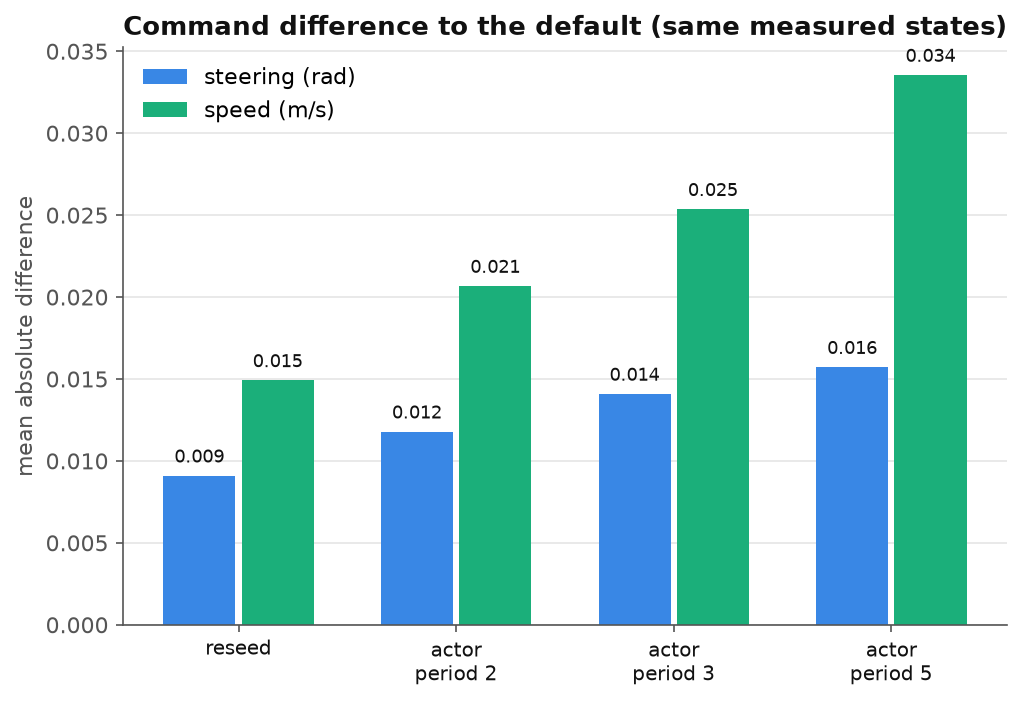 Command difference to the default (same measured states)
steering (rad)
speed (m/s)
mean absolute difference
0.035
0.030
0.025
0.020
0.015
0.010
0.005
0.000
0.009
0.015
0.012
0.021
0.014
0.025
0.016
0.034
reseed
actor
period 2
actor
period 3
actor
period 5